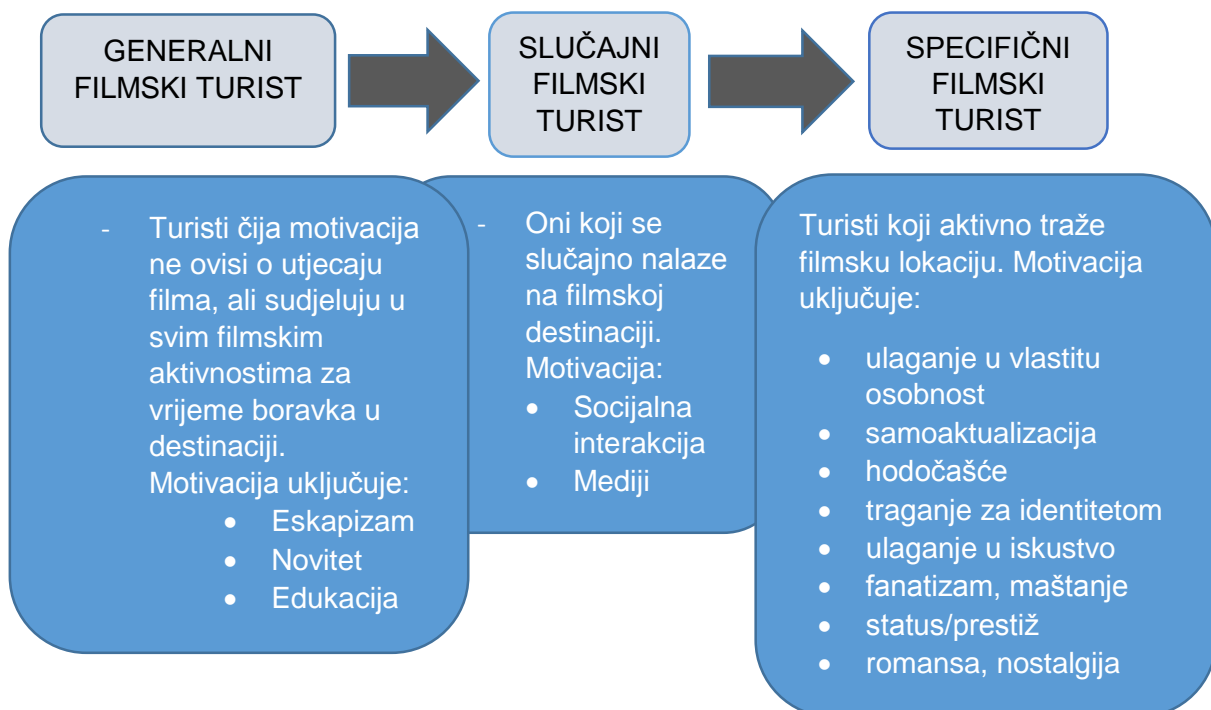 GENERALNI
FILMSKI TURIST
SLUČAJNI
FILMSKI
TURIST
SPECIFIČNI
FILMSKI
TURIST
- Turisti čija motivacija
ne ovisi o utjecaju
filma, ali sudjeluju u
svim filmskim
aktivnostima za
vrijeme boravka u
destinaciji.
Motivacija uključuje:
• Eskapizam
• Novitet
• Edukacija
- Oni koji se
slučajno nalaze
na filmskoj
destinaciji.
Motivacija:
• Socijalna
interakcija
• Mediji
Turisti koji aktivno traže
filmsku lokaciju. Motivacija
uključuje:
• ulaganje u vlastitu
osobnost
• samoaktualizacija
• hodočašće
• traganje za identitetom
• ulaganje u iskustvo
• fanatizam, maštanje
• status/prestiž
• romansa, nostalgija